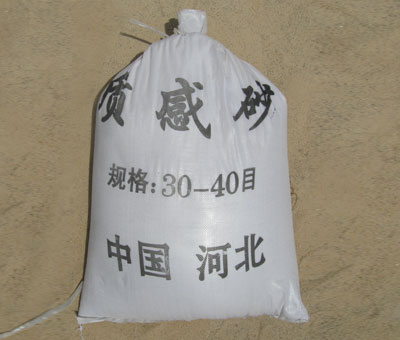 质感砂
规格:30-40目
中国 河北